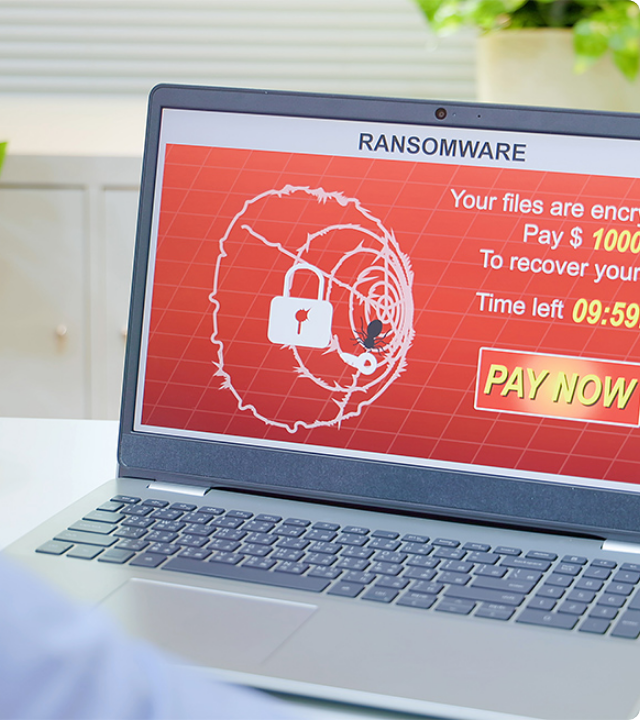 RANSOMWARE
Your files are encry
Pay $ 1000
To recover your
Time left 09:59
PAY NOW